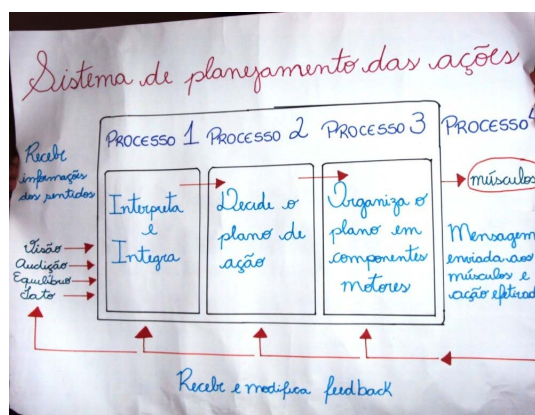 Sistema de planejamento das ações
PROCESSO 1 PROCESSO 2 PROCESSO 3 PROCESSO 4
Recebe
informações
dos sentidos
Visão
Audição
Equilíbrio
Tato
Interpreta
e
Integra
Decide o
plano de
ação
Organiza o
plano em
componentes
motores
músculos
Mensagem
enviada aos
músculos e
ação efetivada
Recebe e modifica feedback